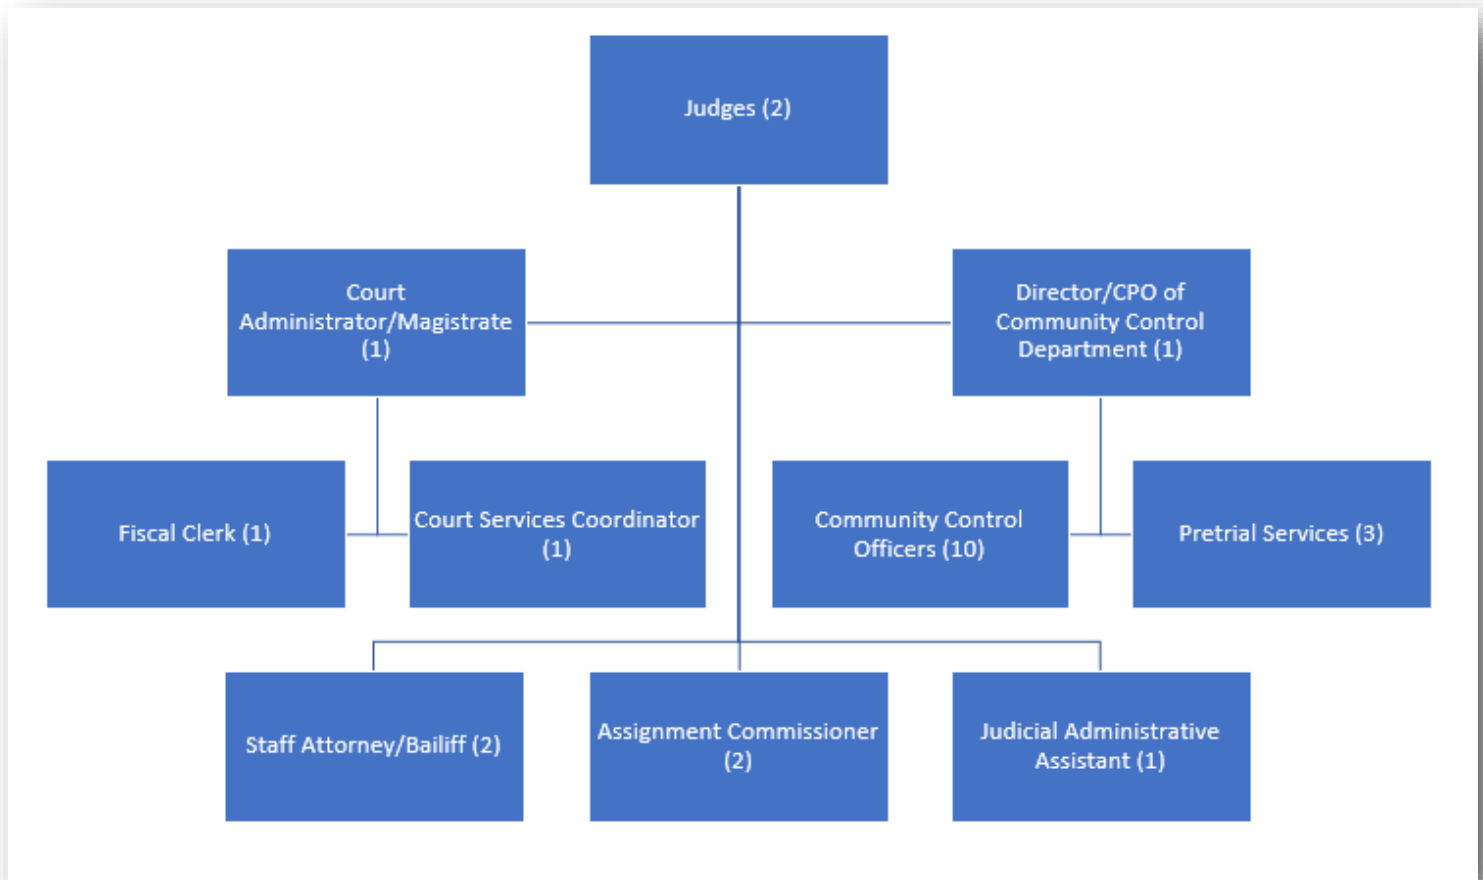 Judges (2)
Court
Administrator/Magistrate
(1)
Director/CPO of
Community Control
Department (1)
Fiscal Clerk (1)
Court Services Coordinator
(1)
Community Control
Officers (10)
Pretrial Services (3)
Staff Attorney/Bailiff (2)
Assignment Commissioner
(2)
Judicial Administrative
Assistant (1)